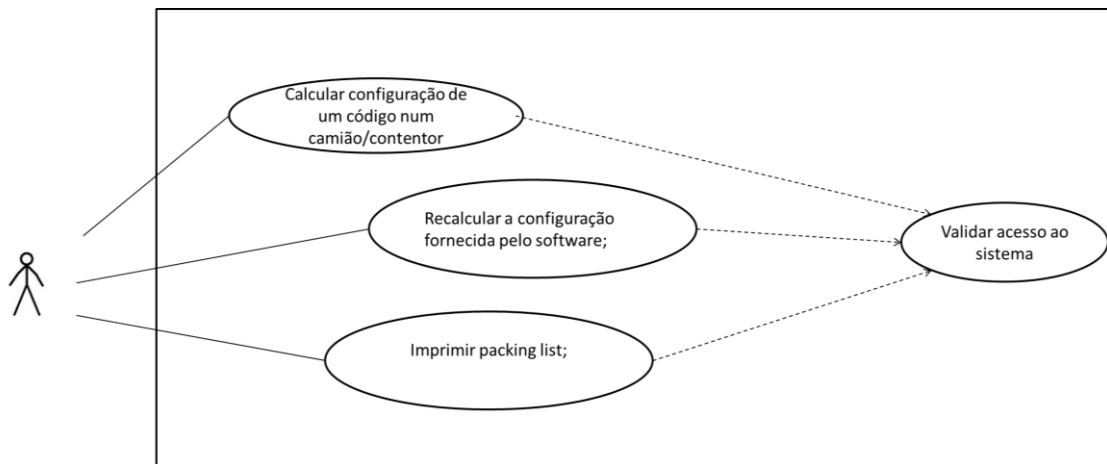 Calcular configuração de
um código num
camião/contentor
Recalcular a configuração
fornecida pelo software;
Validar acesso ao
sistema
Imprimir packing list;